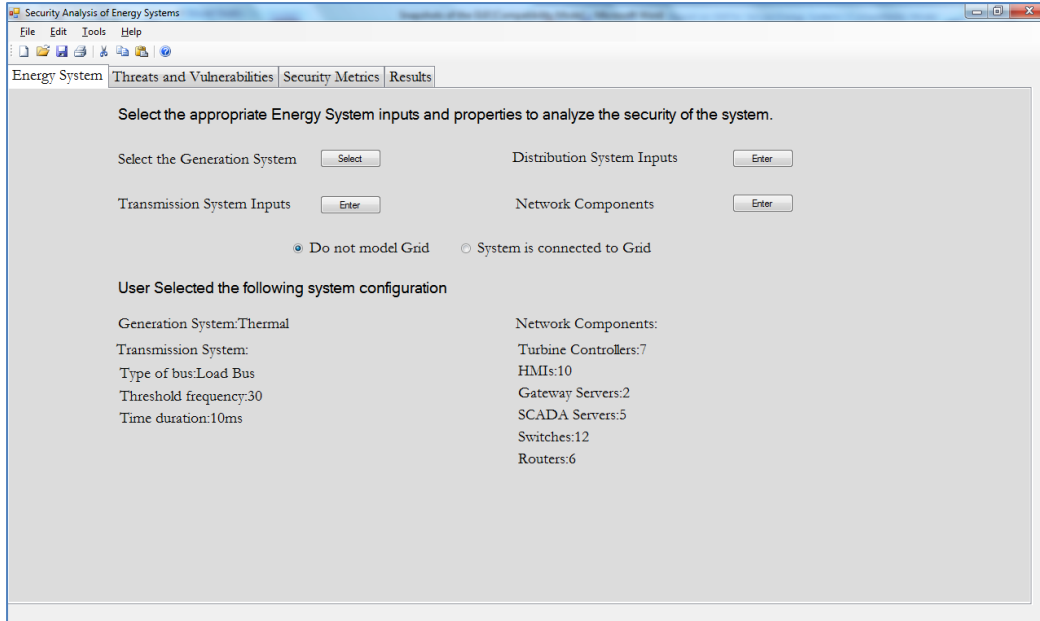 Security Analysis of Energy Systems
File Edit Tools Help
Energy System Threats and Vulnerabilities Security Metrics Results
Select the appropriate Energy System inputs and properties to analyze the security of the system.
Select the Generation System Select Distribution System Inputs Enter
Transmission System Inputs Enter Network Components Enter
Do not model Grid System is connected to Grid
User Selected the following system configuration
Generation System:Thermal
Transmission System:
Type of bus:Load Bus
Threshold frequency:30
Time duration:10ms
Network Components:
Turbine Controllers:7
HMIs:10
Gateway Servers:2
SCADA Servers:5
Switches:12
Routers:6